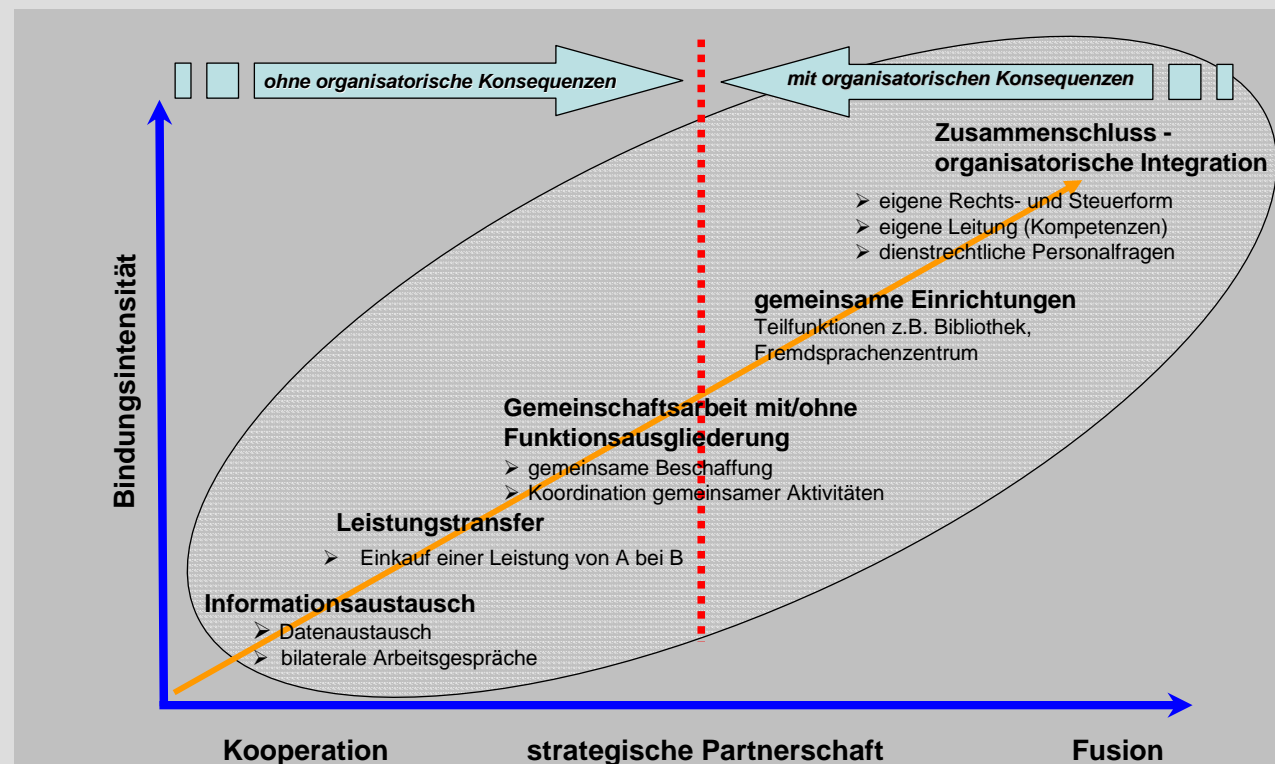 ohne organisatorische Konsequenzen
mit organisatorischen Konsequenzen
Zusammenschluss -
organisatorische Integration
➢ eigene Rechts- und Steuerform
➢ eigene Leitung (Kompetenzen)
➢ dienstrechtliche Personalfragen
gemeinsame Einrichtungen
Teilfunktionen z.B. Bibliothek,
Fremdsprachenzentrum
Gemeinschaftsarbeit mit/ohne
Funktionsausgliederung
➢ gemeinsame Beschaffung
➢ Koordination gemeinsamer Aktivitäten
Leistungstransfer
➢ Einkauf einer Leistung von A bei B
Informationsaustausch
➢ Datenaustausch
➢ bilaterale Arbeitsgespräche
Bindungsintensität
Kooperation
strategische Partnerschaft
Fusion